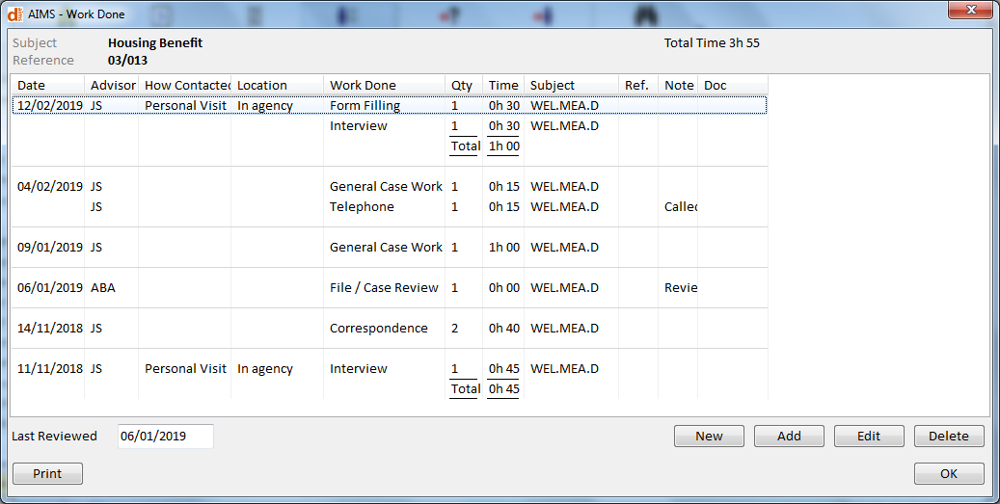 AIMS - Work Done
Subject Housing Benefit Total Time 3h 55
Reference 03/013
Date Advisor How Contacted Location Work Done Qty Time Subject Ref. Note Doc
12/02/2019 JS Personal Visit In agency Form Filling 1 0h 30 WEL.MEA.D
Interview 1 0h 30 WEL.MEA.D
Total 1h 00
04/02/2019 JS General Case Work 1 0h 15 WEL.MEA.D
JS Telephone 1 0h 15 WEL.MEA.D Called
09/01/2019 JS General Case Work 1 1h 00 WEL.MEA.D
06/01/2019 ABA File / Case Review 1 0h 00 WEL.MEA.D Revie
14/11/2018 JS Correspondence 2 0h 40 WEL.MEA.D
11/11/2018 JS Personal Visit In agency Interview 1 0h 45 WEL.MEA.D
Total 0h 45
Last Reviewed 06/01/2019 New Add Edit Delete
Print OK